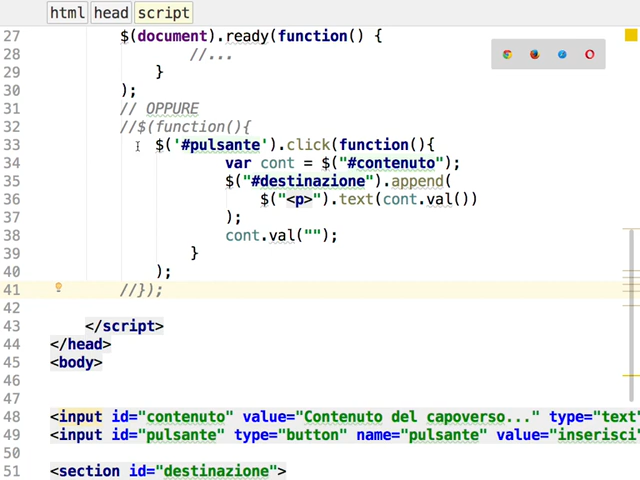 html head script
27 $(document).ready(function() {
28 //...
29 }
30 );
31 // OPPURE
32 //$(function(){
33 $('#pulsante').click(function(){
34 var cont = $("#contenuto");
35 $("#destinazione").append(
36 $("<p>").text(cont.val())
37 );
38 cont.val("");
39 }
40 );
41 //});
42
43 </script>
44 </head>
45 <body>
46
47
48 <input id="contenuto" value="Contenuto del capoverso..." type="text"
49 <input id="pulsante" type="button" name="pulsante" value="inserisci
50
51 <section id="destinazione">